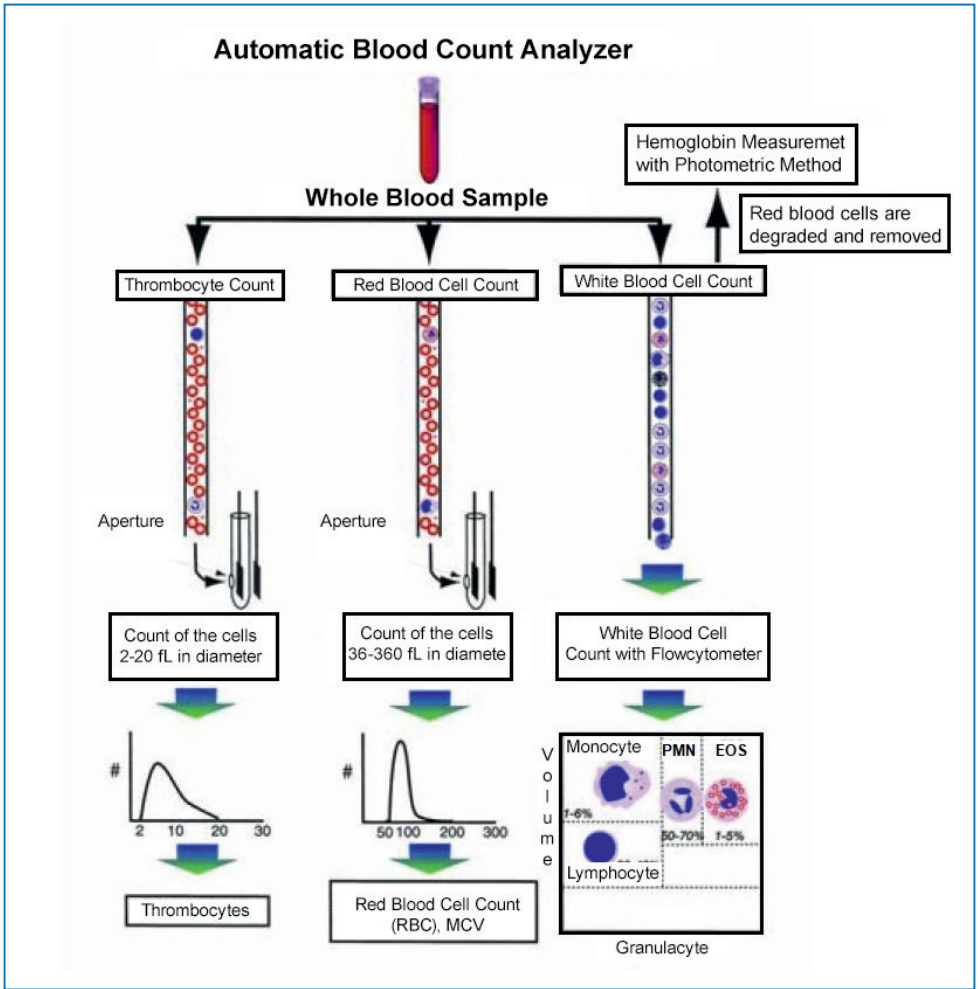 Automatic Blood Count Analyzer
Hemoglobin Measuremet
with Photometric Method
Whole Blood Sample
Red blood cells are
degraded and removed
Thrombocyte Count
Red Blood Cell Count
White Blood Cell Count
Aperture
Aperture
Count of the cells
2-20 fL in diameter
Count of the cells
36-360 fL in diamete
White Blood Cell
Count with Flowcytometer
#
2 10 20 30
#
50 100 200 300
Volume
Monocyte
PMN
EOS
1-6%
50-70%
1-5%
Lymphocyte
Thrombocytes
Red Blood Cell Count
(RBC), MCV
Granulacyte